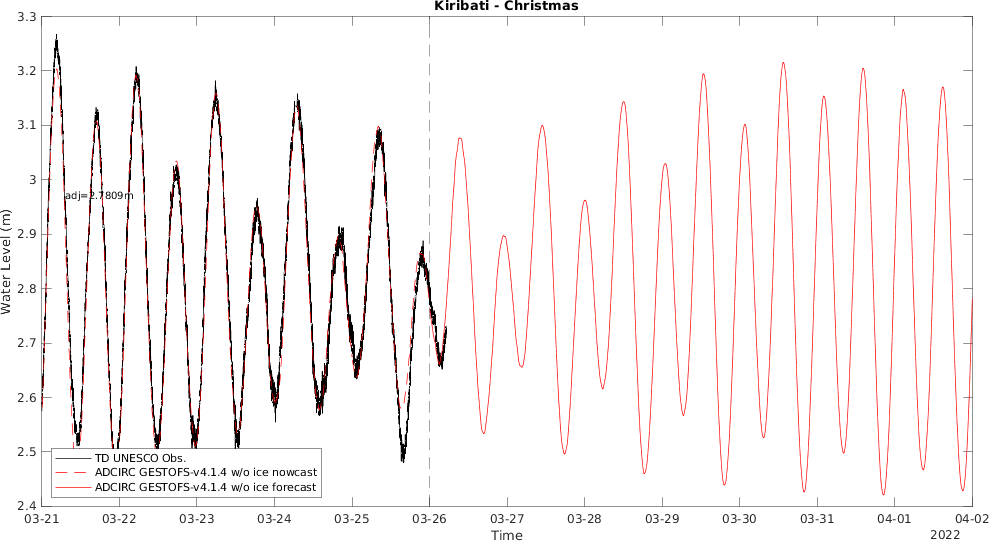 Kiribati - Christmas
3.3
3.2
3.1
3
2.9
2.8
2.7
2.6
2.5
2.4
Water Level (m)
adj=2.7809m
TD UNESCO Obs.
ADCIRC GESTOFS-v4.1.4 w/o ice nowcast
ADCIRC GESTOFS-v4.1.4 w/o ice forecast
03-21 03-22 03-23 03-24 03-25 03-26 03-27 03-28 03-29 03-30 03-31 04-01 04-02
Time
2022